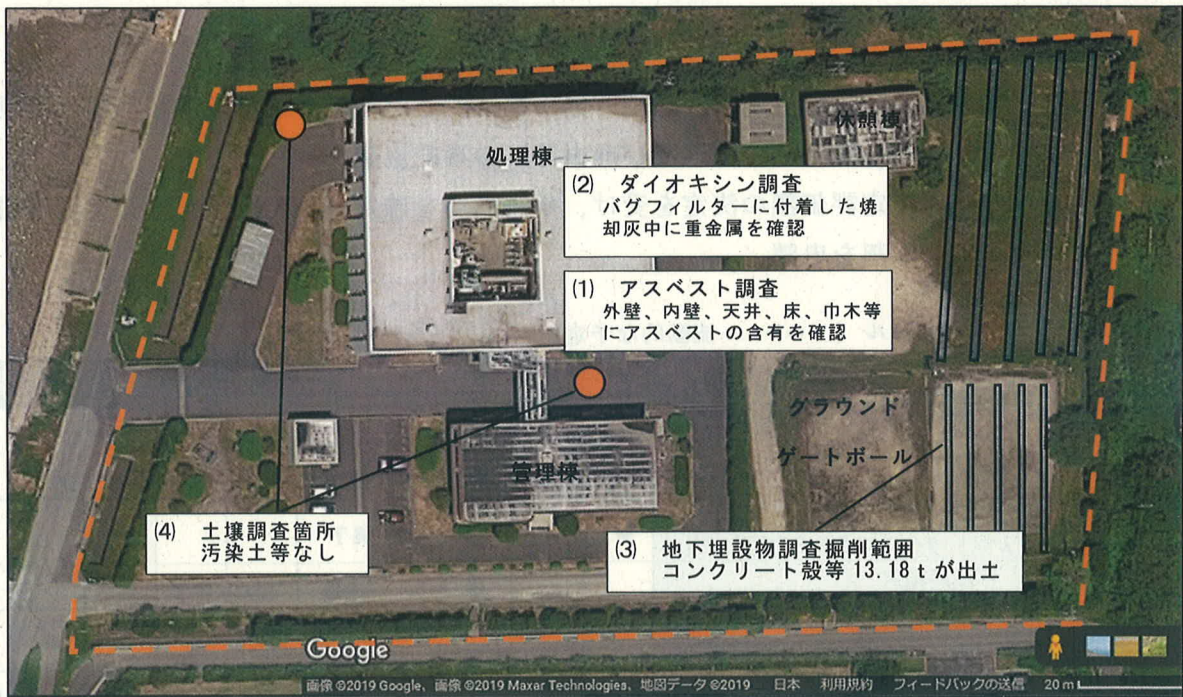 処理棟
休憩棟
(2) ダイオキシン調査
バグフィルターに付着した焼
却灰中に重金属を確認
(1) アスベスト調査
外壁、内壁、天井、床、巾木等
にアスベストの含有を確認
グラウンド
ゲートボール
管理棟
(4) 土壌調査箇所
汚染土等なし
(3) 地下埋設物調査掘削範囲
コンクリート殻等13.18tが出土
Google
画像 ©2019 Google、画像 ©2019 Maxar Technologies、地図データ ©2019 日本 利用規約 フィードバックの送信 20 m